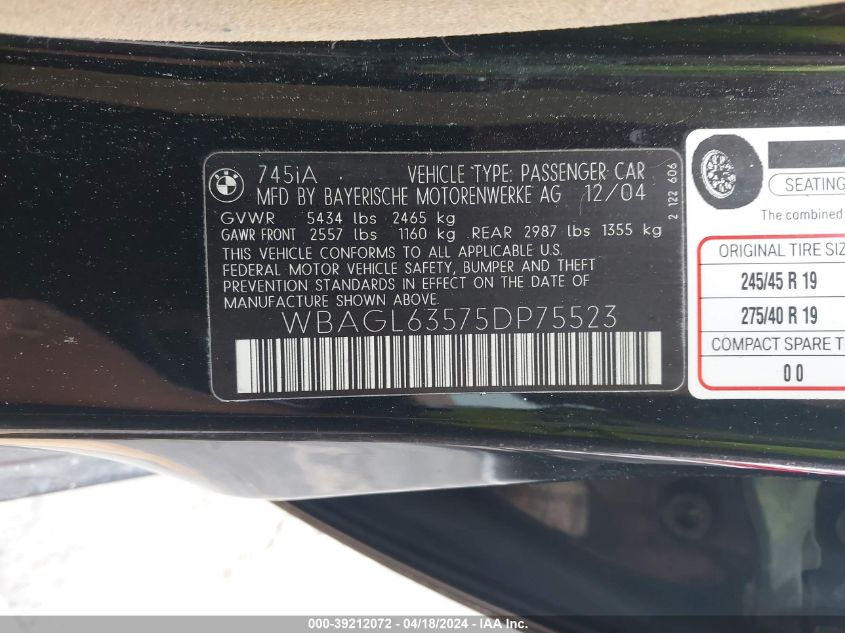 745iA VEHICLE TYPE: PASSENGER CAR
MFD BY BAYERISCHE MOTORENWERKE AG 12/04
GVWR 5434 lbs 2465 kg
GAWR FRONT 2557 lbs 1160 kg REAR 2987 lbs 1355 kg
THIS VEHICLE CONFORMS TO ALL APPLICABLE U.S.
FEDERAL MOTOR VEHICLE SAFETY, BUMPER AND THEFT
PREVENTION STANDARDS IN EFFECT ON THE DATE
OF MANUFACTURE SHOWN ABOVE.
WBAGL63575DP75523
2 122 606
SEATING
The combined
ORIGINAL TIRE SIZ
245/45 R 19
275/40 R 19
COMPACT SPARE T
00
000-39212072 - 04/18/2024 - IAA Inc.